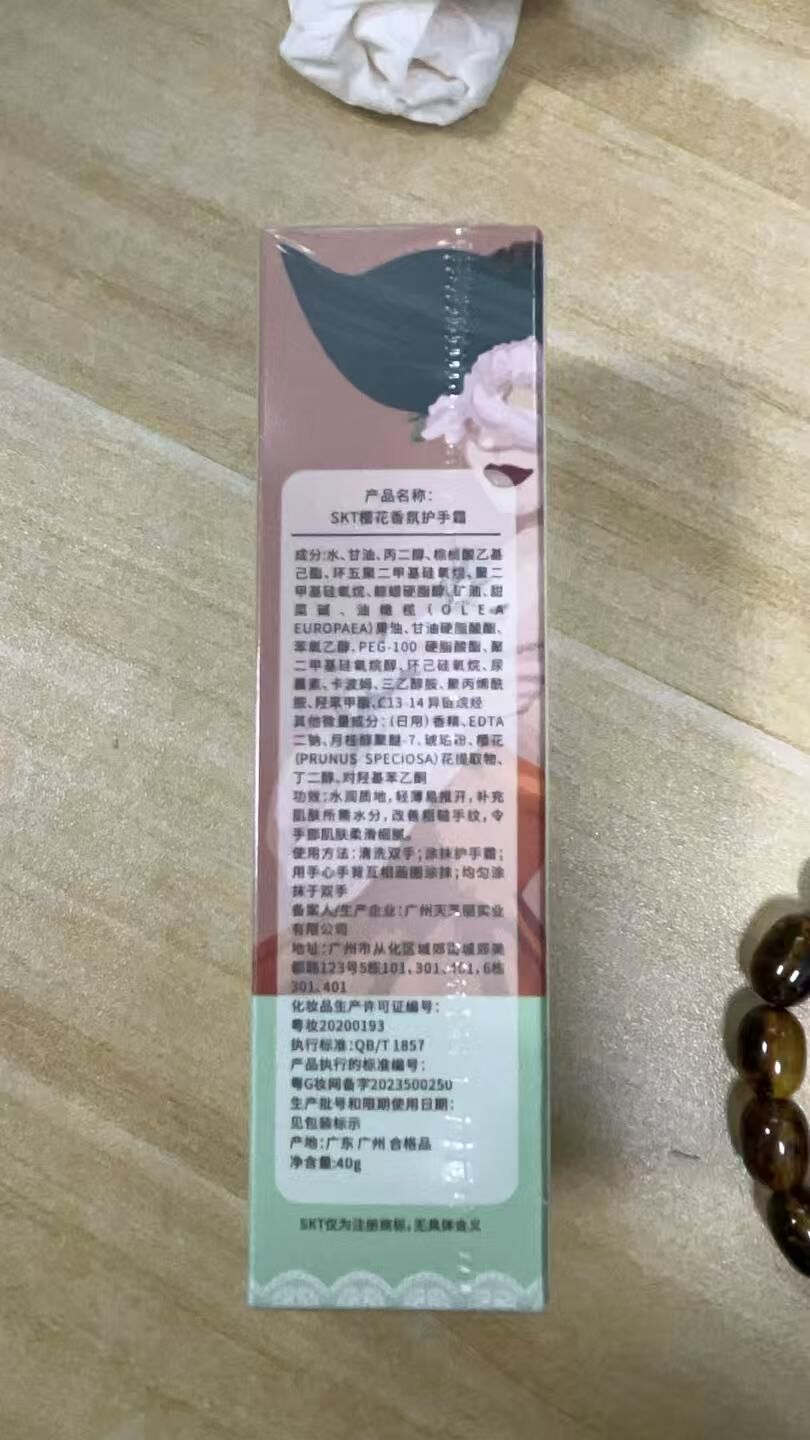 产品名称：
SKT樱花香氛护手霜
成分:水、甘油、丙二醇、棕榈酸乙基
己酯、环五聚二甲基硅氧烷、聚二
甲基硅氧烷、鲸蜡硬脂醇、矿油、甜
菜碱、油橄榄(OLEA
EUROPAEA)果油、甘油硬脂酸酯、
苯氧乙醇、PEG-100 硬脂酸酯、聚
二甲基硅氧烷醇、环己硅氧烷、尿
囊素、卡波姆、三乙醇胺、聚丙烯酰
胺、羟苯甲酯、C13-14异链烷烃
其他微量成分：(日用)香精、EDTA
二钠、月桂醇聚醚-7、琥珀粉、樱花
(PRUNUS SPECIOSA)花提取物、
丁二醇、对羟基苯乙酮
功效：水润质地，轻薄易推开，补充
肌肤所需水分，改善粗糙手纹，令
手部肌肤柔滑细腻。
使用方法：清洗双手；涂抹护手霜；
用手心手背互相画圈涂抹；均匀涂
抹于双手
备案人/生产企业：广州天芝丽实业
有限公司
地址：广州市从化区城郊街城郊美
都路123号5栋101,301,401,6栋
301,401
化妆品生产许可证编号：
粤妆20200193
执行标准：QB/T 1857
产品执行的标准编号：
粤G妆网备字2023500250
生产批号和限期使用日期：
见包装标示
产地：广东 广州 合格品
净含量:40g
SKT仅为注册商标，无具体含义